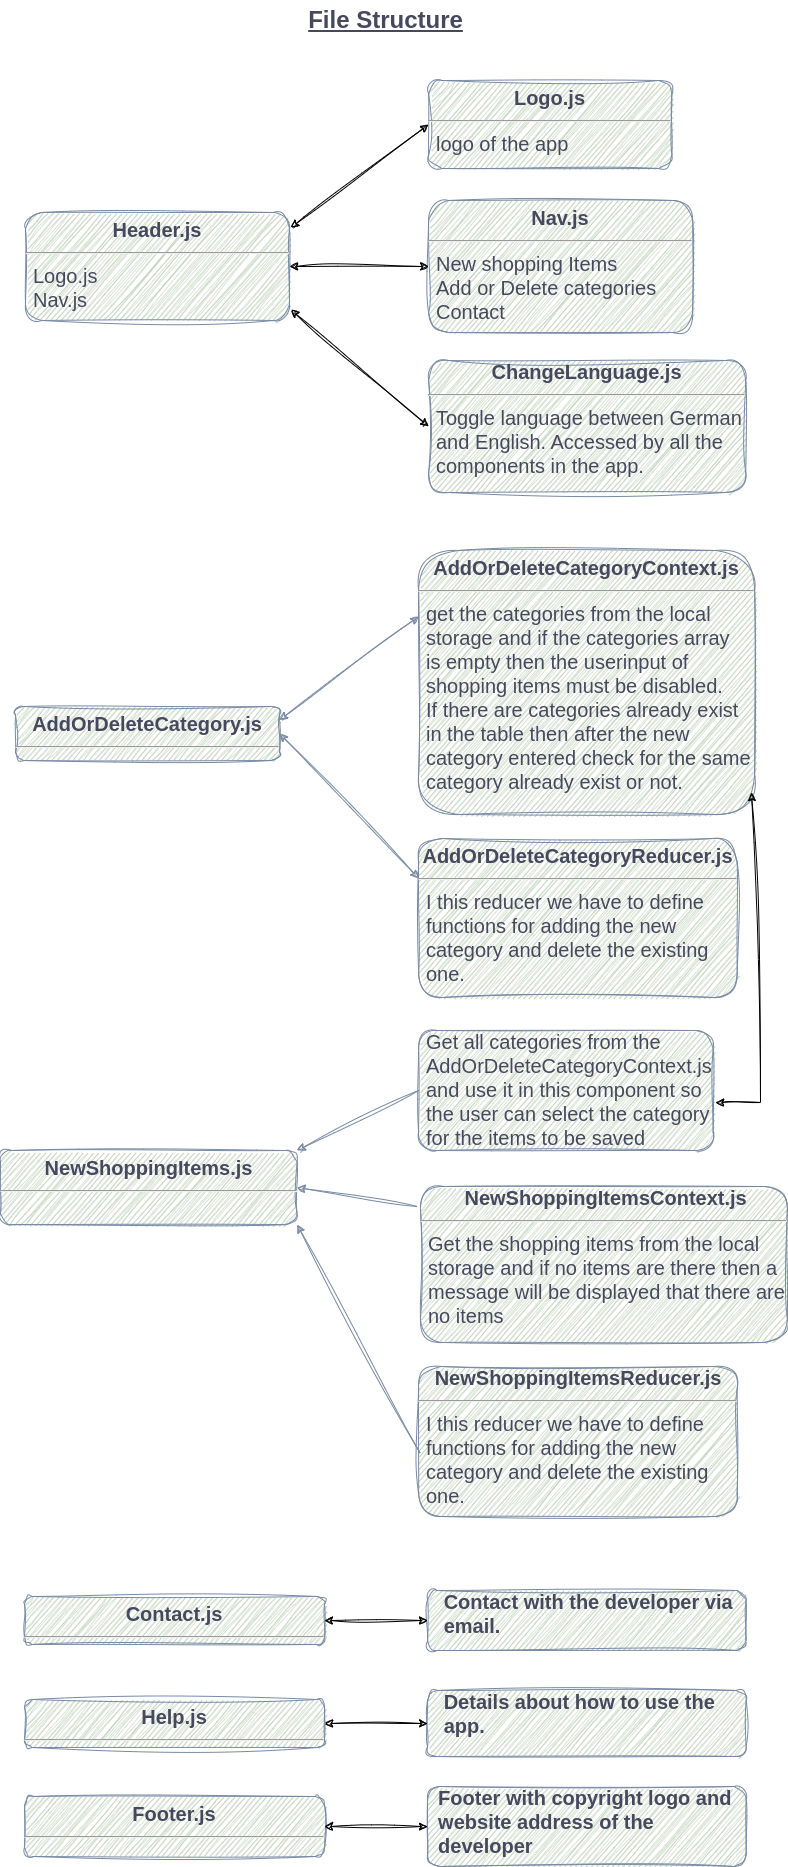 File Structure
Logo.js
logo of the app
Header.js
Logo.js
Nav.js
Nav.js
New shopping Items
Add or Delete categories
Contact
ChangeLanguage.js
Toggle language between German
and English. Accessed by all the
components in the app.
AddOrDeleteCategory.js
AddOrDeleteCategoryContext.js
get the categories from the local
storage and if the categories array
is empty then the userinput of
shopping items must be disabled.
If there are categories already exist
in the table then after the new
category entered check for the same
category already exist or not.
AddOrDeleteCategoryReducer.js
I this reducer we have to define
functions for adding the new
category and delete the existing
one.
NewShoppingItems.js
Get all categories from the
AddOrDeleteCategoryContext.js
and use it in this component so
the user can select the category
for the items to be saved
NewShoppingItemsContext.js
Get the shopping items from the local
storage and if no items are there then a
message will be displayed that there are
no items
NewShoppingItemsReducer.js
I this reducer we have to define
functions for adding the new
category and delete the existing
one.
Contact.js
Contact with the developer via
email.
Help.js
Details about how to use the
app.
Footer.js
Footer with copyright logo and
website address of the
developer